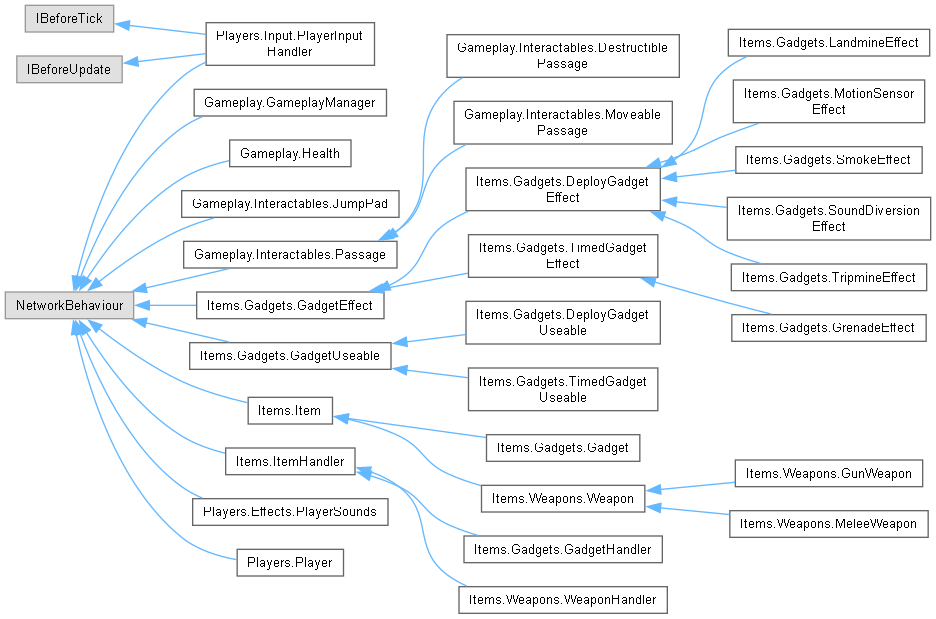 IBeforeTick
IBeforeUpdate
NetworkBehaviour
Players.Input.PlayerInput
Handler
Gameplay.GameplayManager
Gameplay.Health
Gameplay.Interactables.JumpPad
Gameplay.Interactables.Passage
Items.Gadgets.GadgetEffect
Items.Gadgets.GadgetUseable
Items.Item
Items.ItemHandler
Players.Effects.PlayerSounds
Players.Player
Gameplay.Interactables.Destructible
Passage
Gameplay.Interactables.Moveable
Passage
Items.Gadgets.DeployGadget
Effect
Items.Gadgets.TimedGadget
Effect
Items.Gadgets.DeployGadget
Useable
Items.Gadgets.TimedGadget
Useable
Items.Gadgets.Gadget
Items.Weapons.Weapon
Items.Gadgets.GadgetHandler
Items.Weapons.WeaponHandler
Items.Gadgets.LandmineEffect
Items.Gadgets.MotionSensor
Effect
Items.Gadgets.SmokeEffect
Items.Gadgets.SoundDiversion
Effect
Items.Gadgets.TripmineEffect
Items.Gadgets.GrenadeEffect
Items.Weapons.GunWeapon
Items.Weapons.MeleeWeapon